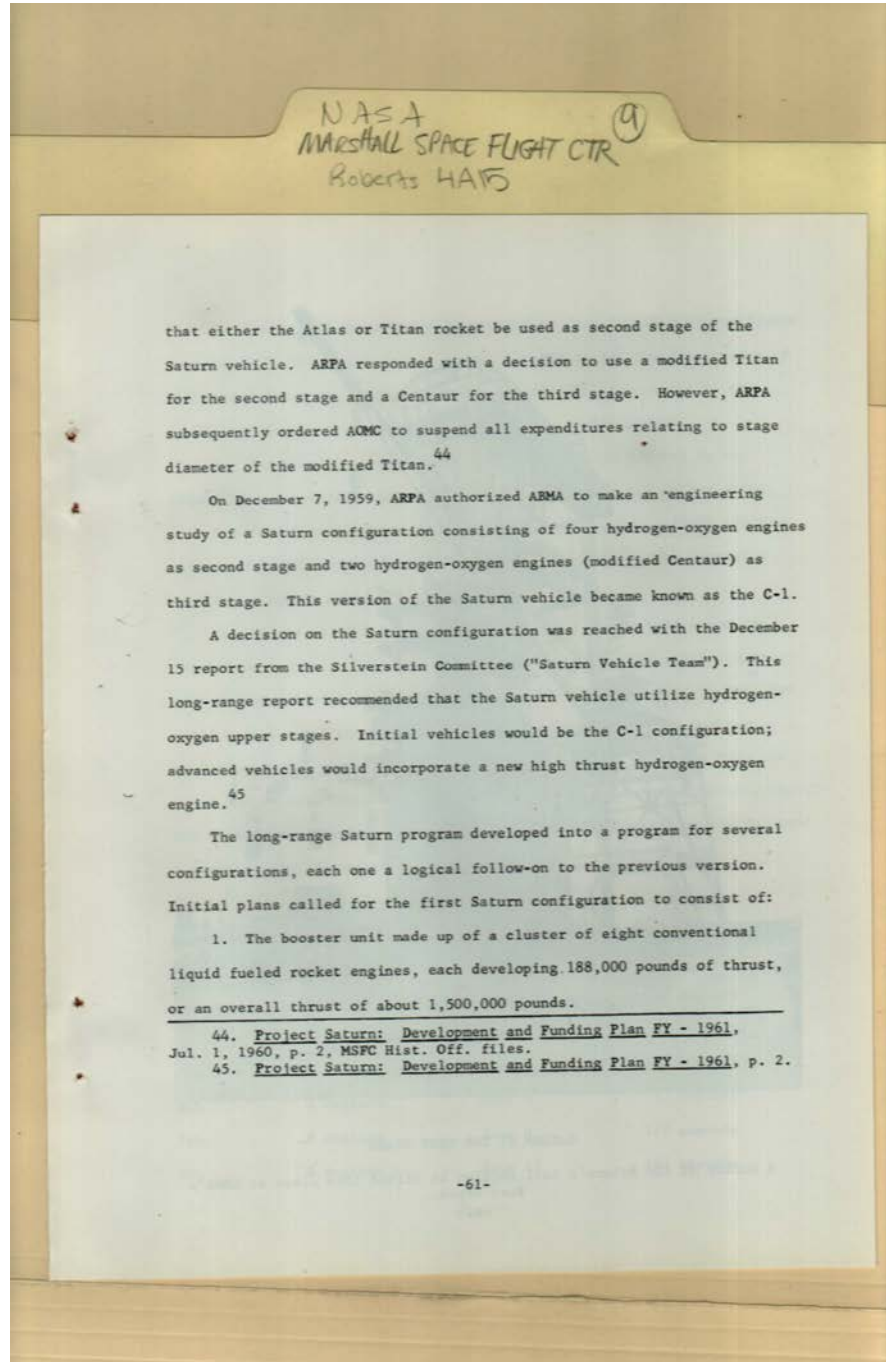 NASA
MARSHALL SPACE FLIGHT CTR 9
Roberts 4A15
that either the Atlas or Titan rocket be used as second stage of the
Saturn vehicle. ARPA responded with a decision to use a modified Titan
for the second stage and a Centaur for the third stage. However, ARPA
subsequently ordered AOMC to suspend all expenditures relating to stage
diameter of the modified Titan.44
On December 7, 1959, ARPA authorized ABMA to make an engineering
study of a Saturn configuration consisting of four hydrogen-oxygen engines
as second stage and two hydrogen-oxygen engines (modified Centaur) as
third stage. This version of the Saturn vehicle became known as the C-1.
A decision on the Saturn configuration was reached with the December
15 report from the Silverstein Committee ("Saturn Vehicle Team"). This
long-range report recommended that the Saturn vehicle utilize hydrogen-
oxygen upper stages. Initial vehicles would be the C-1 configuration;
advanced vehicles would incorporate a new high thrust hydrogen-oxygen
engine.45
The long-range Saturn program developed into a program for several
configurations, each one a logical follow-on to the previous version.
Initial plans called for the first Saturn configuration to consist of:
1. The booster unit made up of a cluster of eight conventional
liquid fueled rocket engines, each developing 188,000 pounds of thrust,
or an overall thrust of about 1,500,000 pounds.
44. Project Saturn: Development and Funding Plan FY - 1961,
Jul. 1, 1960, p. 2, MSFC Hist. Off. files.
45. Project Saturn: Development and Funding Plan FY - 1961, p. 2.
-61-